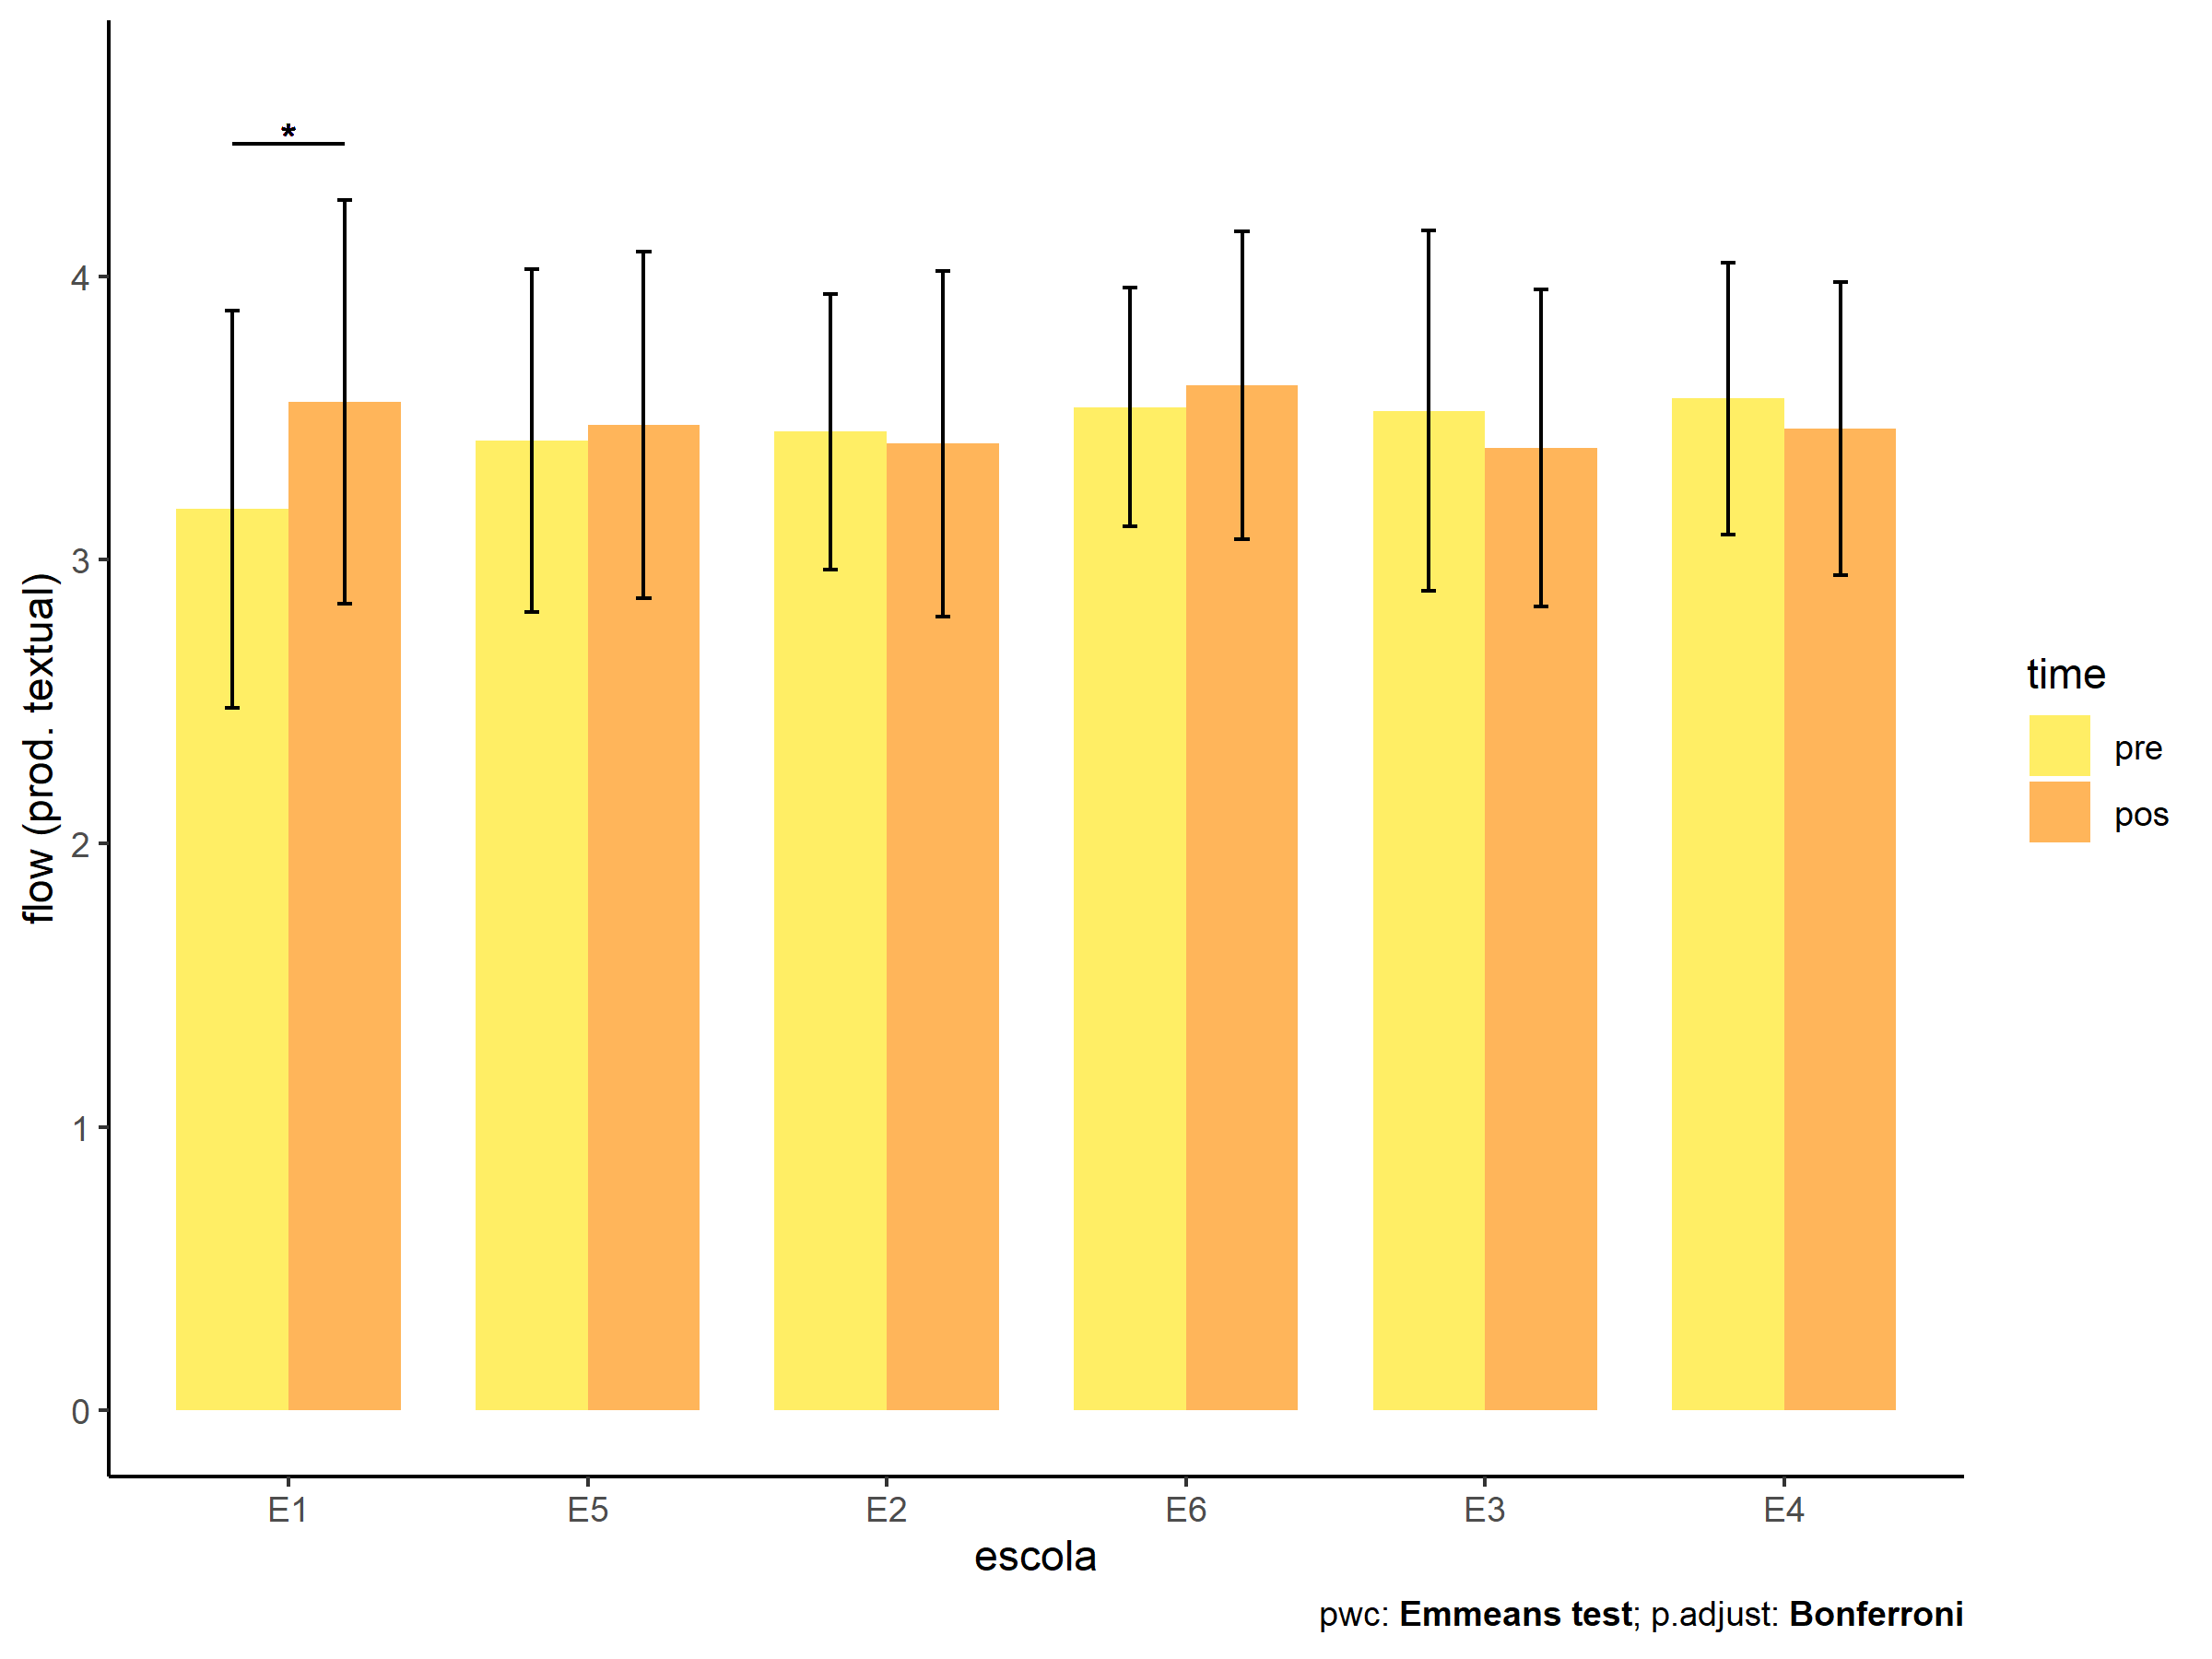 *
4
3
2
1
0
flow (prod. textual)
E1 E5 E2 E6 E3 E4
escola
time
pre
pos
pwc: Emmeans test; p.adjust: Bonferroni